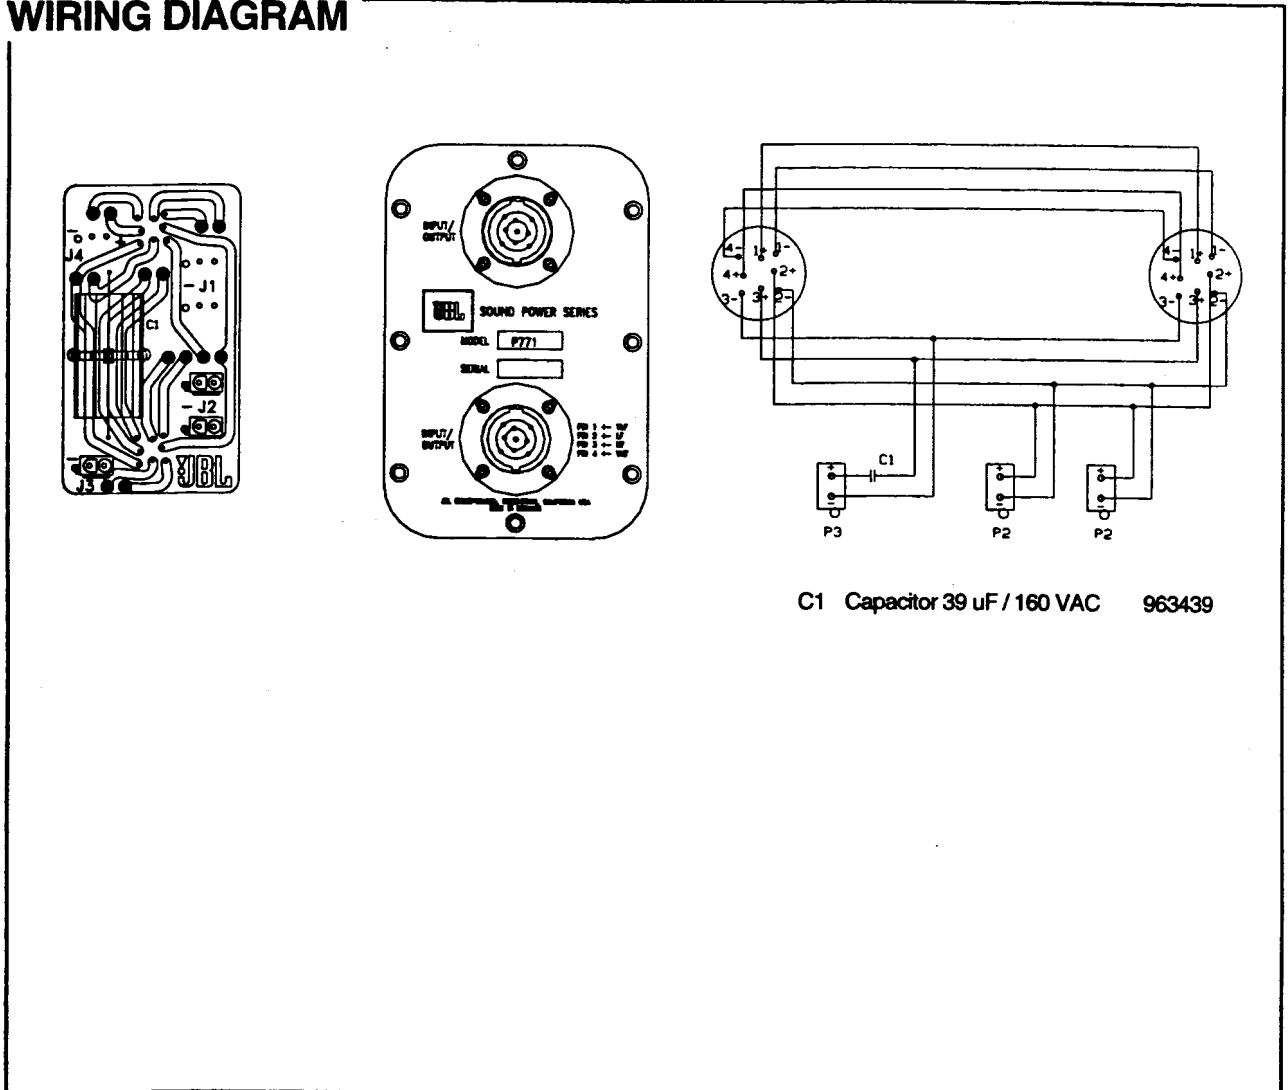 WIRING DIAGRAM
J4
J1
C1
J2
J3
JBL
INPUT/
OUTPUT
JBL
SOUND POWER SERIES
MODEL P771
SERIAL
INPUT/
OUTPUT
4-
1+
1-
4+
2+
3-
3+
2-
4-
1+
1-
4+
2+
3-
3+
2-
C1
+
-
P3
+
-
P2
+
-
P2
C1 Capacitor 39 uF / 160 VAC 963439